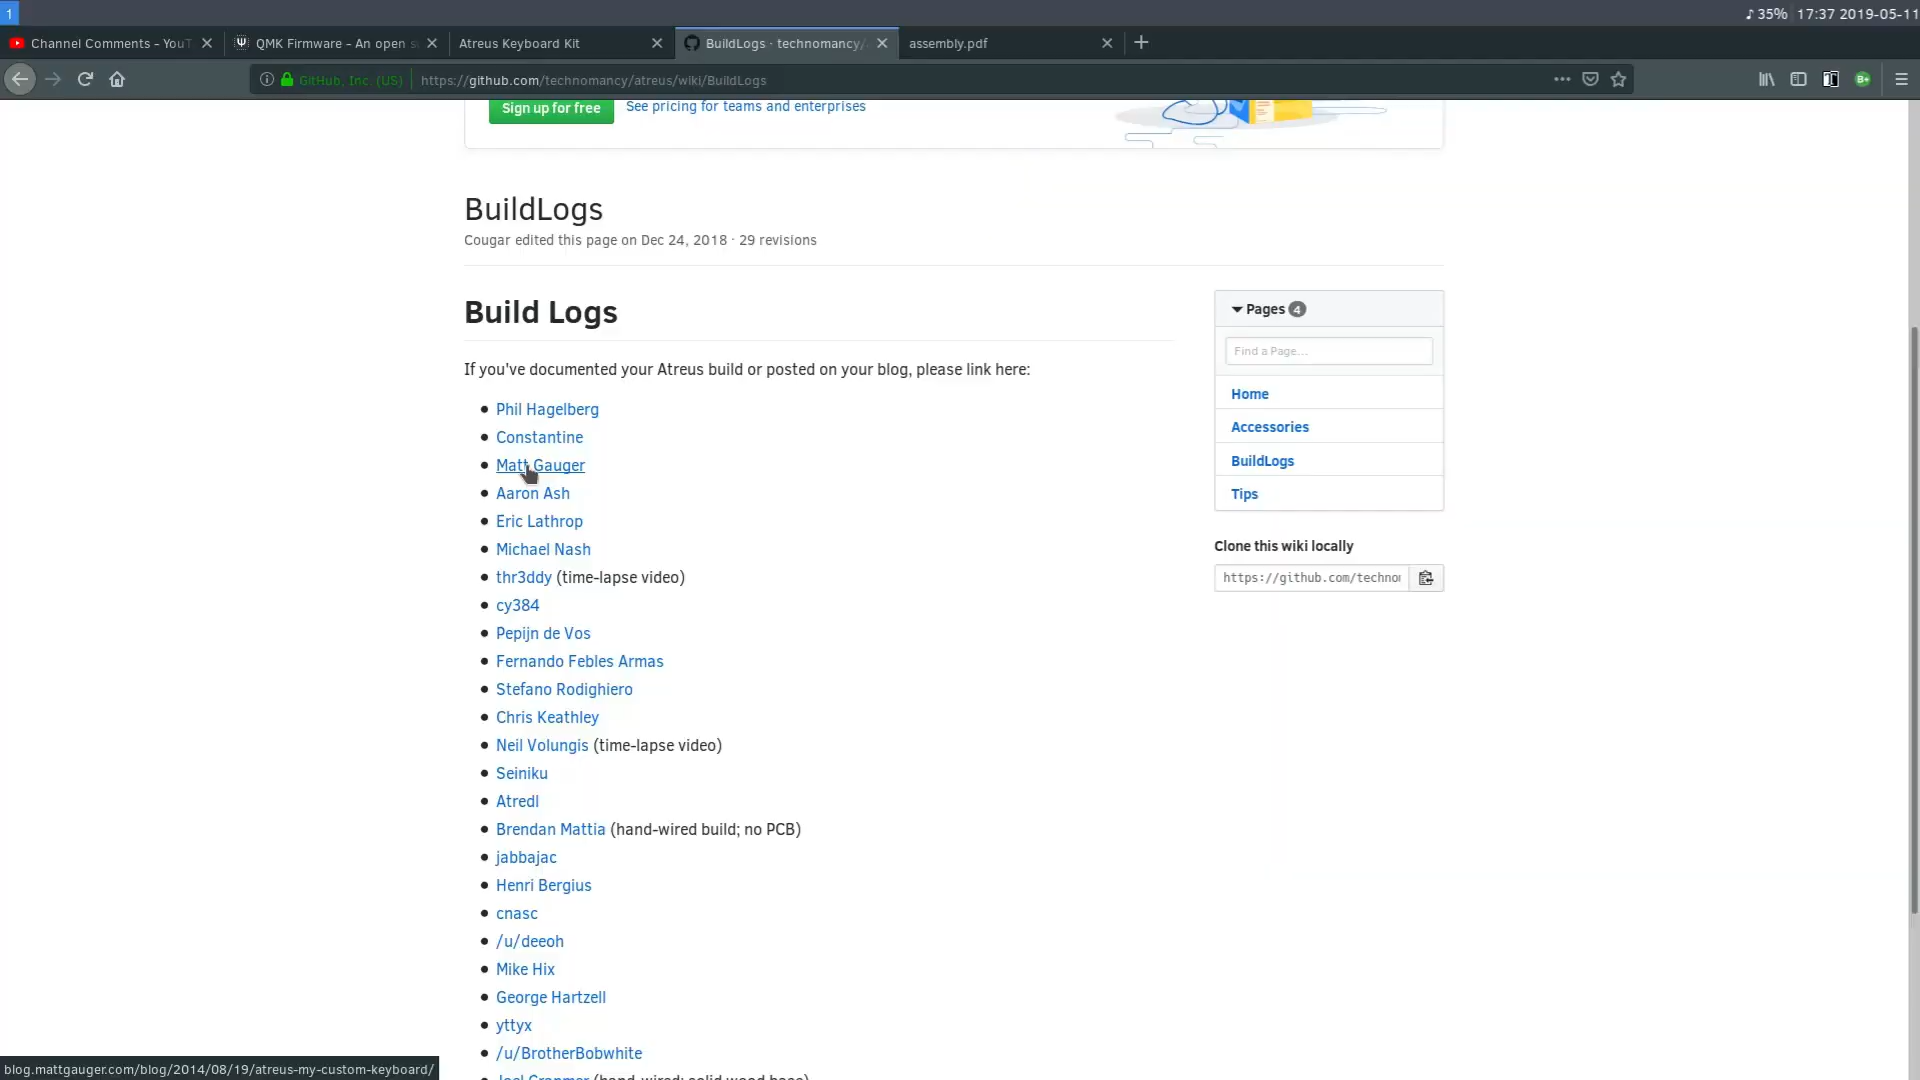 1
♪ 35% 17:37 2019-05-11
Channel Comments - YouT
QMK Firmware - An open s
Atreus Keyboard Kit
BuildLogs · technomancy/
assembly.pdf
GitHub, Inc. (US)
https://github.com/technomancy/atreus/wiki/BuildLogs
B+
Sign up for free
See pricing for teams and enterprises
BuildLogs
Cougar edited this page on Dec 24, 2018 · 29 revisions
Build Logs
If you've documented your Atreus build or posted on your blog, please link here:
• Phil Hagelberg
• Constantine
• Matt Gauger
• Aaron Ash
• Eric Lathrop
• Michael Nash
• thr3ddy (time-lapse video)
• cy384
• Pepijn de Vos
• Fernando Febles Armas
• Stefano Rodighiero
• Chris Keathley
• Neil Volungis (time-lapse video)
• Seiniku
• Atredl
• Brendan Mattia (hand-wired build; no PCB)
• jabbajac
• Henri Bergius
• cnasc
• /u/deeoh
• Mike Hix
• George Hartzell
• yttyx
• /u/BrotherBobwhite
Pages 4
Find a Page...
Home
Accessories
BuildLogs
Tips
Clone this wiki locally
https://github.com/techno
blog.mattgauger.com/blog/2014/08/19/atreus-my-custom-keyboard/